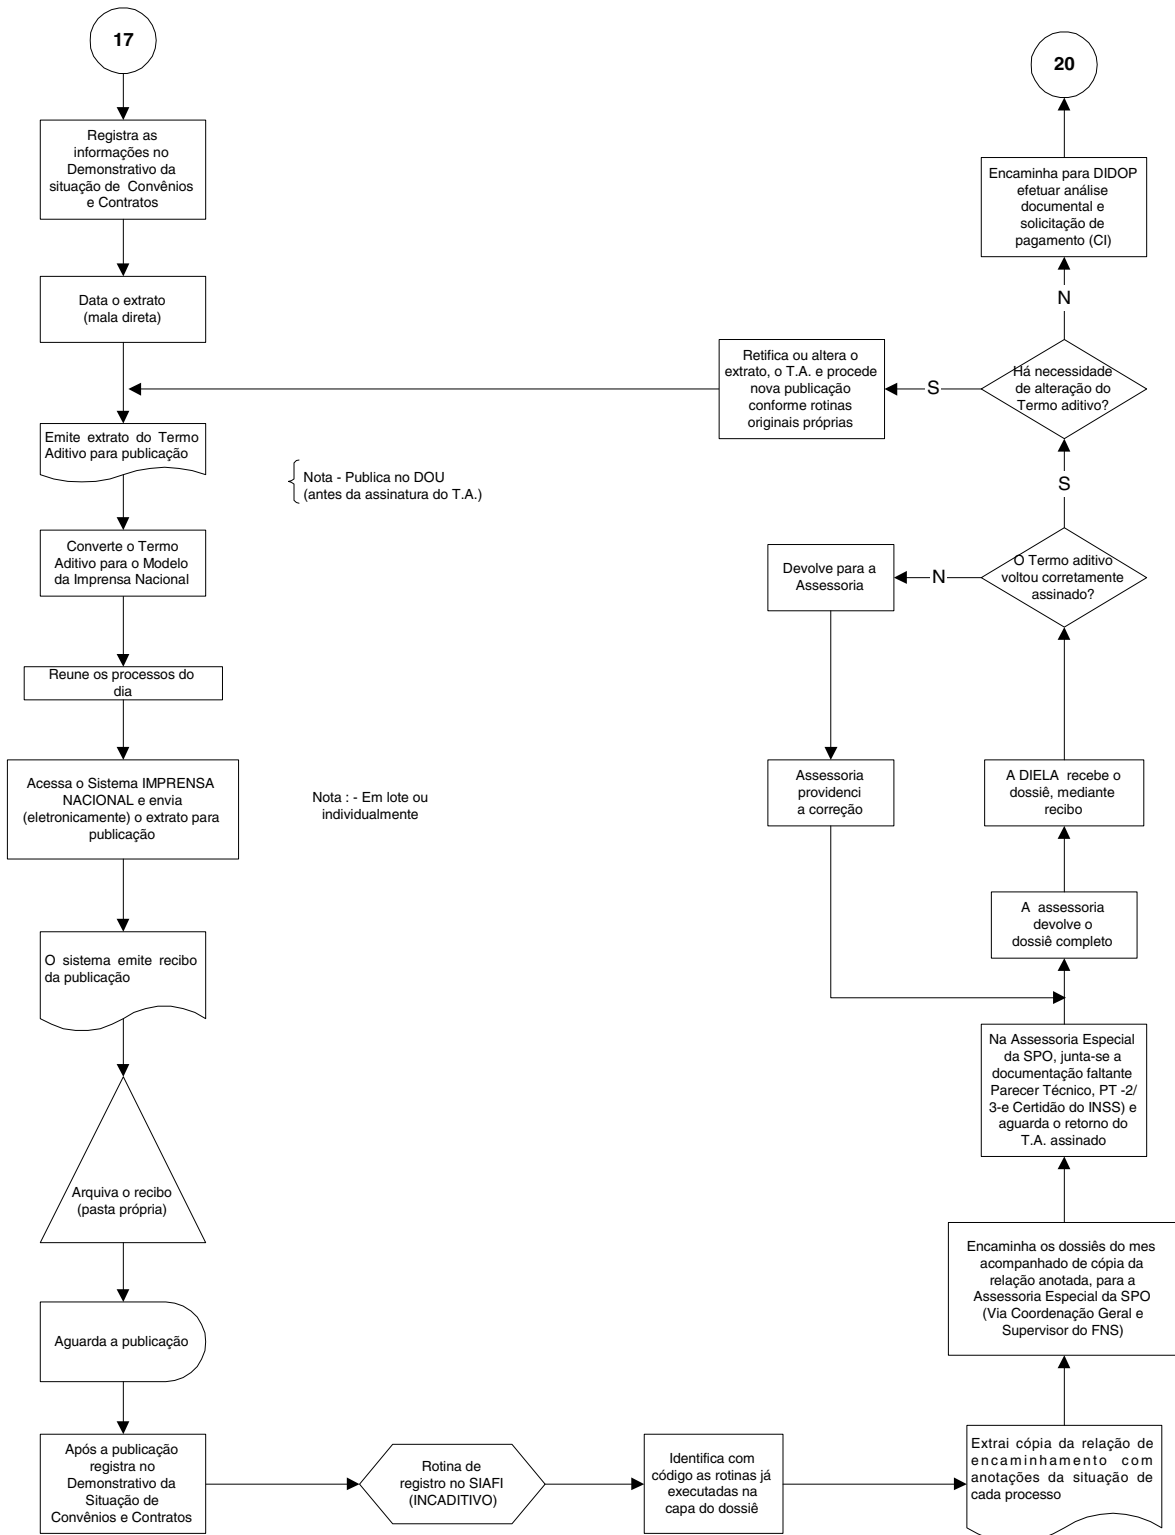 17
Registra as
informações no
Demonstrativo da
situação de Convênios
e Contratos
Data o extrato
(mala direta)
Emite extrato do Termo
Aditivo para publicação
Nota - Publica no DOU
(antes da assinatura do T.A.)
Converte o Termo
Aditivo para o Modelo
da Imprensa Nacional
Reune os processos do
dia
Acessa o Sistema IMPRENSA
NACIONAL e envia
(eletronicamente) o extrato para
publicação
Nota : - Em lote ou
individualmente
O sistema emite recibo
da publicação
Arquiva o recibo
(pasta própria)
Aguarda a publicação
Após a publicação
registra no
Demonstrativo da
Situação de
Convênios e Contratos
Rotina de
registro no SIAFI
(INCADITIVO)
Identifica com
código as rotinas já
executadas na
capa do dossiê
Extrai cópia da relação de
encaminhamento com
anotações da situação de
cada processo
Encaminha os dossiês do mes
acompanhado de cópia da
relação anotada, para a
Assessoria Especial da SPO
(Via Coordenação Geral e
Supervisor do FNS)
Na Assessoria Especial
da SPO, junta-se a
documentação faltante
Parecer Técnico, PT -2/
3-e Certidão do INSS) e
aguarda o retorno do
T.A. assinado
A assessoria
devolve o
dossiê completo
A DIELA recebe o
dossiê, mediante
recibo
O Termo aditivo
voltou corretamente
assinado?
N
Devolve para a
Assessoria
Assessoria
providenci
a correção
S
Há necessidade
de alteração do
Termo aditivo?
S
Retifica ou altera o
extrato, o T.A. e procede
nova publicação
conforme rotinas
originais próprias
N
Encaminha para DIDOP
efetuar análise
documental e
solicitação de
pagamento (CI)
20